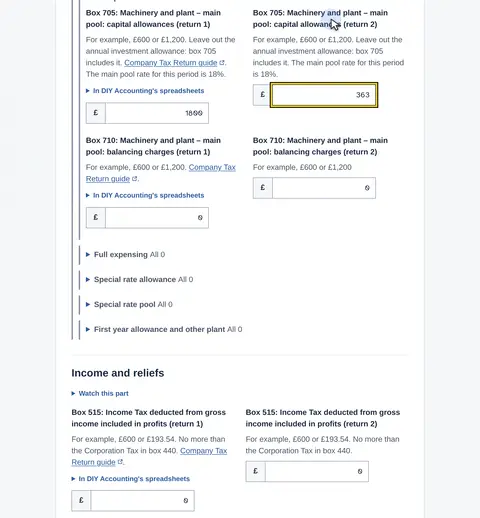 Box 705: Machinery and plant – main
pool: capital allowances (return 1)
For example, £600 or £1,200. Leave out the
annual investment allowance: box 705
includes it. Company Tax Return guide.
The main pool rate for this period is 18%.
In DIY Accounting's spreadsheets
£ 1800
Box 705: Machinery and plant – main
pool: capital allowances (return 2)
For example, £600 or £1,200. Leave out the
annual investment allowance: box 705
includes it. The main pool rate for this period
is 18%.
£ 363
Box 710: Machinery and plant – main
pool: balancing charges (return 1)
For example, £600 or £1,200. Company Tax
Return guide.
In DIY Accounting's spreadsheets
£ 0
Box 710: Machinery and plant – main
pool: balancing charges (return 2)
For example, £600 or £1,200
£ 0
Full expensing All 0
Special rate allowance All 0
Special rate pool All 0
First year allowance and other plant All 0
Income and reliefs
Watch this part
Box 515: Income Tax deducted from gross
income included in profits (return 1)
For example, £600 or £193.54. No more than
the Corporation Tax in box 440. Company Tax
Return guide.
In DIY Accounting's spreadsheets
£ 0
Box 515: Income Tax deducted from gross
income included in profits (return 2)
For example, £600 or £193.54. No more than
the Corporation Tax in box 440.
£ 0